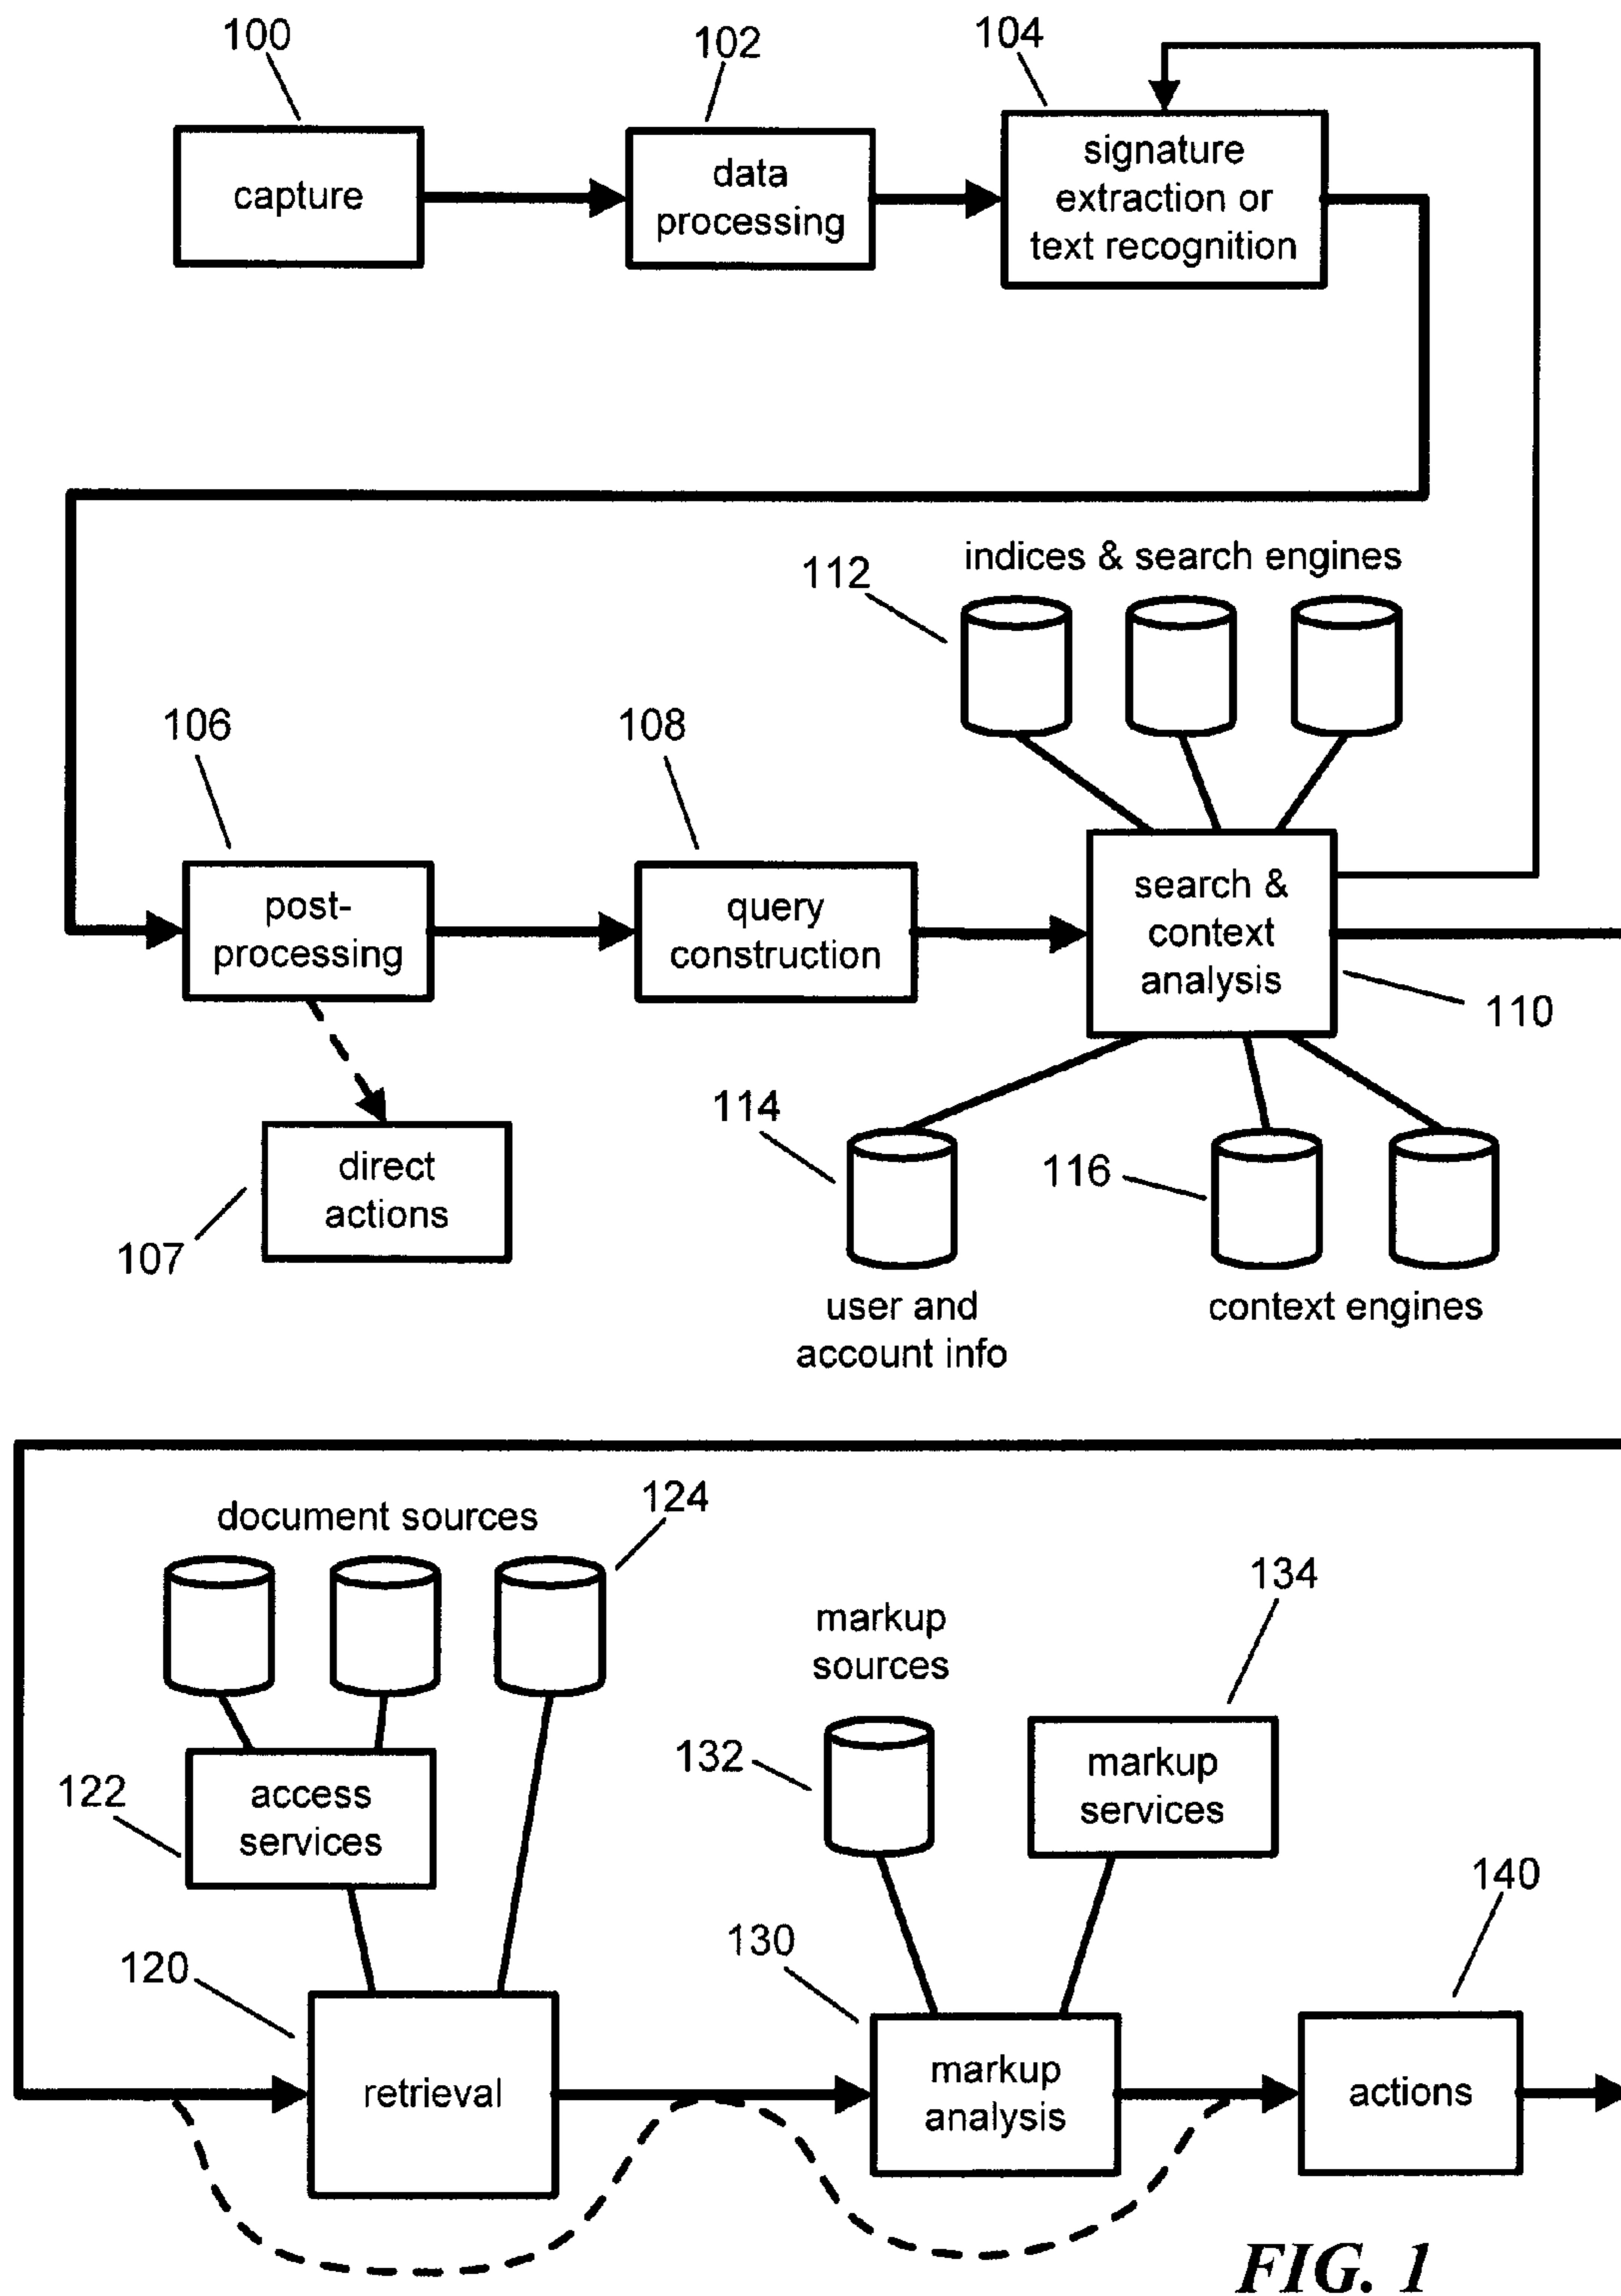 100
102
104
capture
data
processing
signature
extraction or
text recognition
112
indices & search engines
106
108
post-
processing
query
construction
search &
context
analysis
110
direct
actions
107
114
116
user and
account info
context engines
document sources
124
134
markup
sources
122
access
services
132
markup
services
140
120
130
retrieval
markup
analysis
actions
FIG. 1